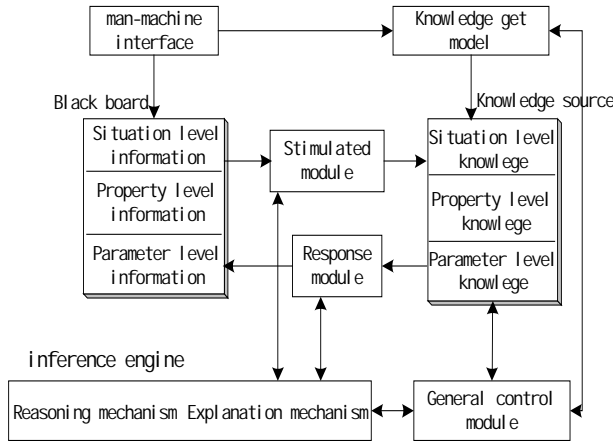 man-machine
interface
Knowledge get
model
Black board
Knowledge source
Situation level
information
Property level
information
Parameter level
information
Stimulated
module
Response
module
Situation level
knowlege
Property level
knowlege
Parameter level
knowlege
inference engine
Reasoning mechanism Explanation mechanism
General control
module